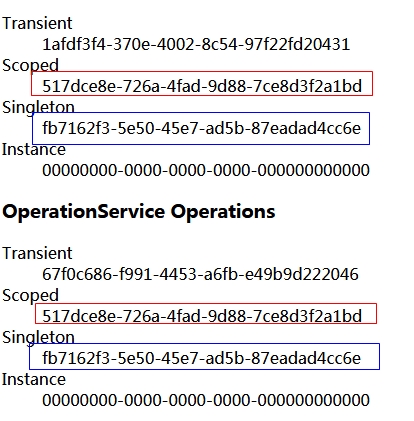 Transient
1afdf3f4-370e-4002-8c54-97f22fd20431
Scoped
517dce8e-726a-4fad-9d88-7ce8d3f2a1bd
Singleton
fb7162f3-5e50-45e7-ad5b-87eadad4cc6e
Instance
00000000-0000-0000-0000-000000000000
OperationService Operations
Transient
67f0c686-f991-4453-a6fb-e49b9d222046
Scoped
517dce8e-726a-4fad-9d88-7ce8d3f2a1bd
Singleton
fb7162f3-5e50-45e7-ad5b-87eadad4cc6e
Instance
00000000-0000-0000-0000-000000000000